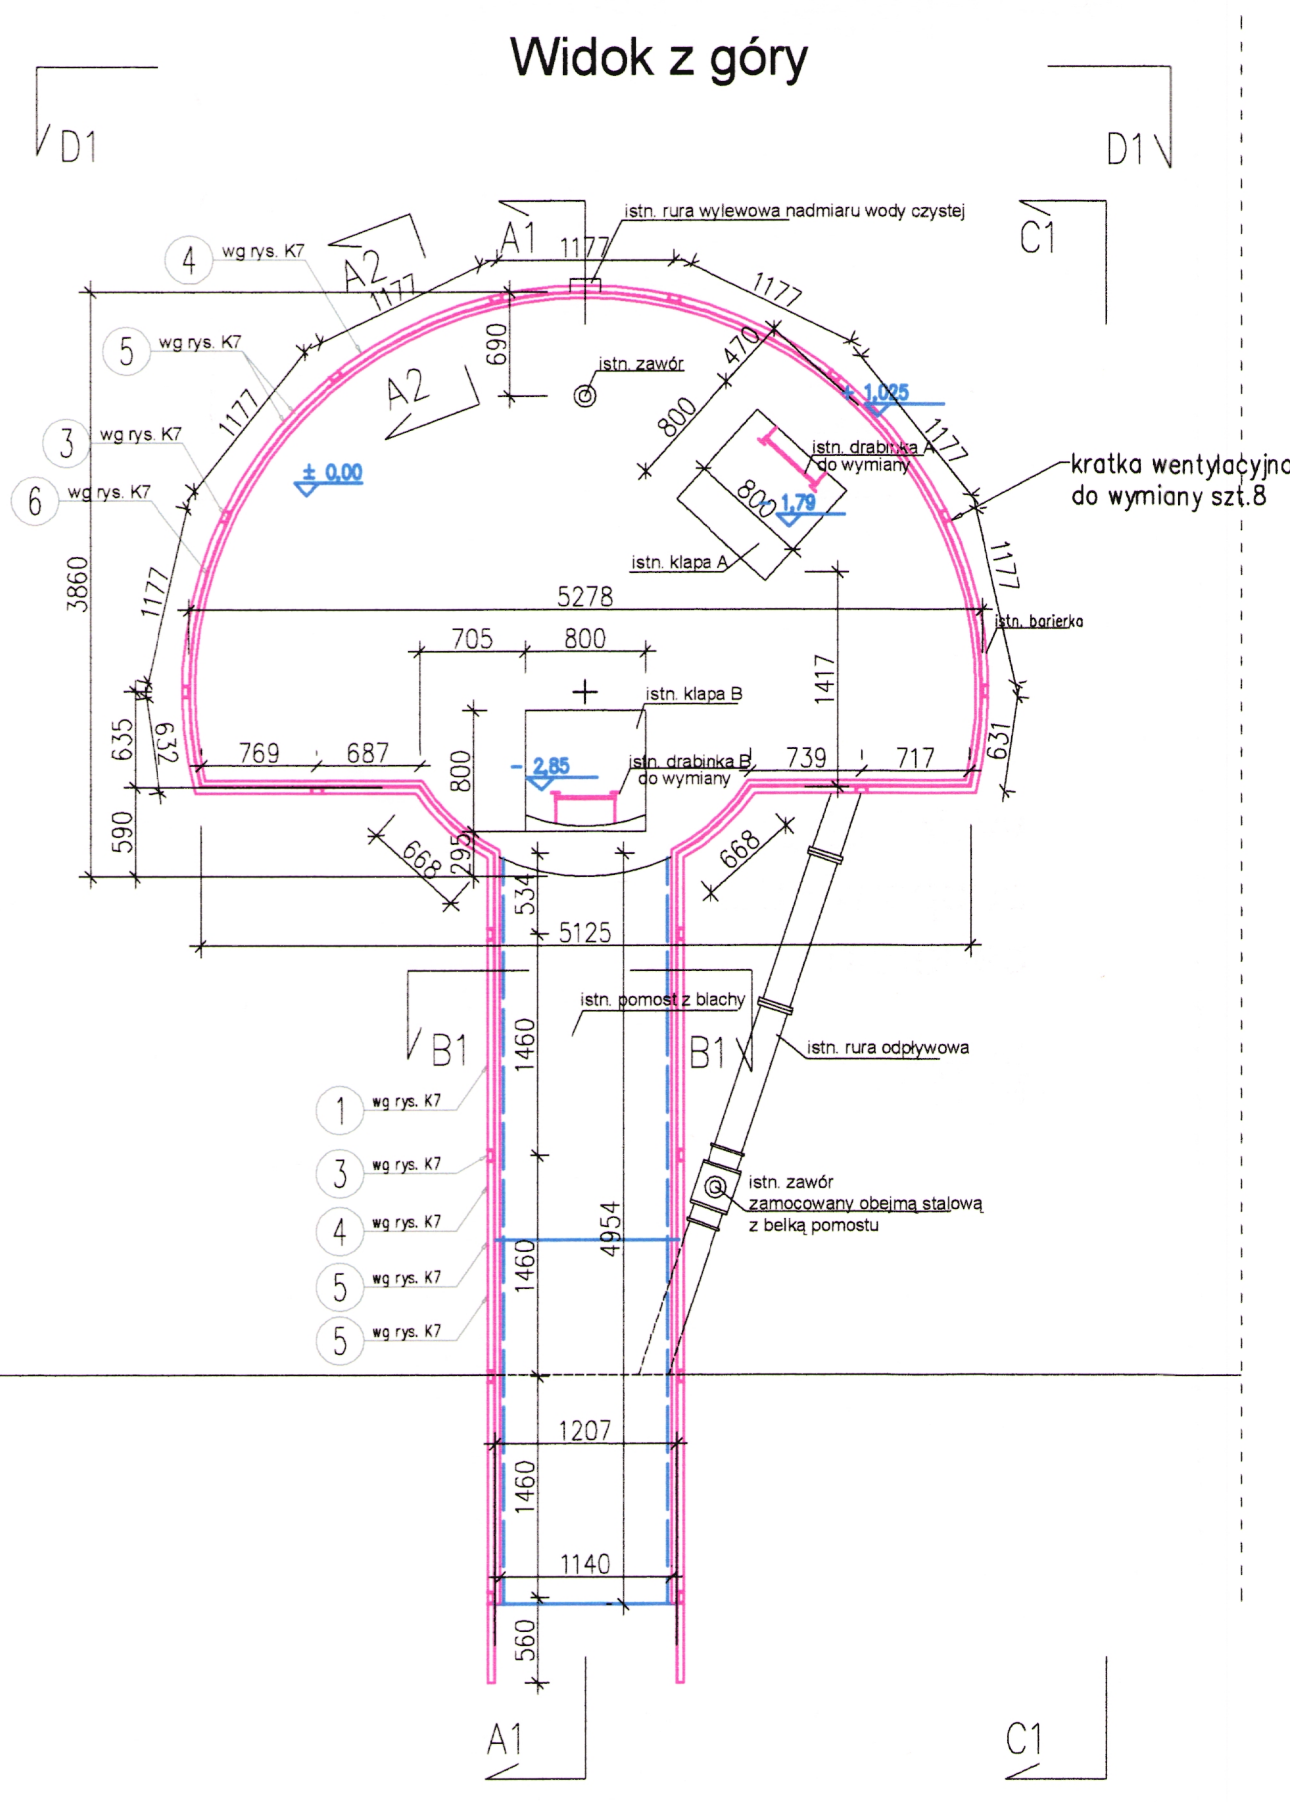 Widok z góry
D1
D1
A1
istn. rura wylewowa nadmiaru wody czystej
C1
1177
4
wg rys. K7
A2
1177
1177
5
wg rys. K7
690
470
istn. zawór
A2
± 1,025
800
1177
1177
3
wg rys. K7
istn. drabinka A
do wymiany
kratka wentylacyjna
do wymiany szt.8
± 0,00
6
wg rys. K7
800
- 1,79
istn. klapa A
3860
1177
1177
5278
istn. barierka
705
800
1417
istn. klapa B
635
632
769
687
800
- 2,85
istn. drabinka B
do wymiany
739
717
631
590
668
295
668
534
5125
istn. pomost z blachy
B1
1460
B1
istn. rura odpływowa
1
wg rys. K7
3
wg rys. K7
istn. zawór
zamocowany obejmą stalową
z belką pomostu
4
wg rys. K7
4954
1460
5
wg rys. K7
5
wg rys. K7
1207
1460
1140
560
A1
C1